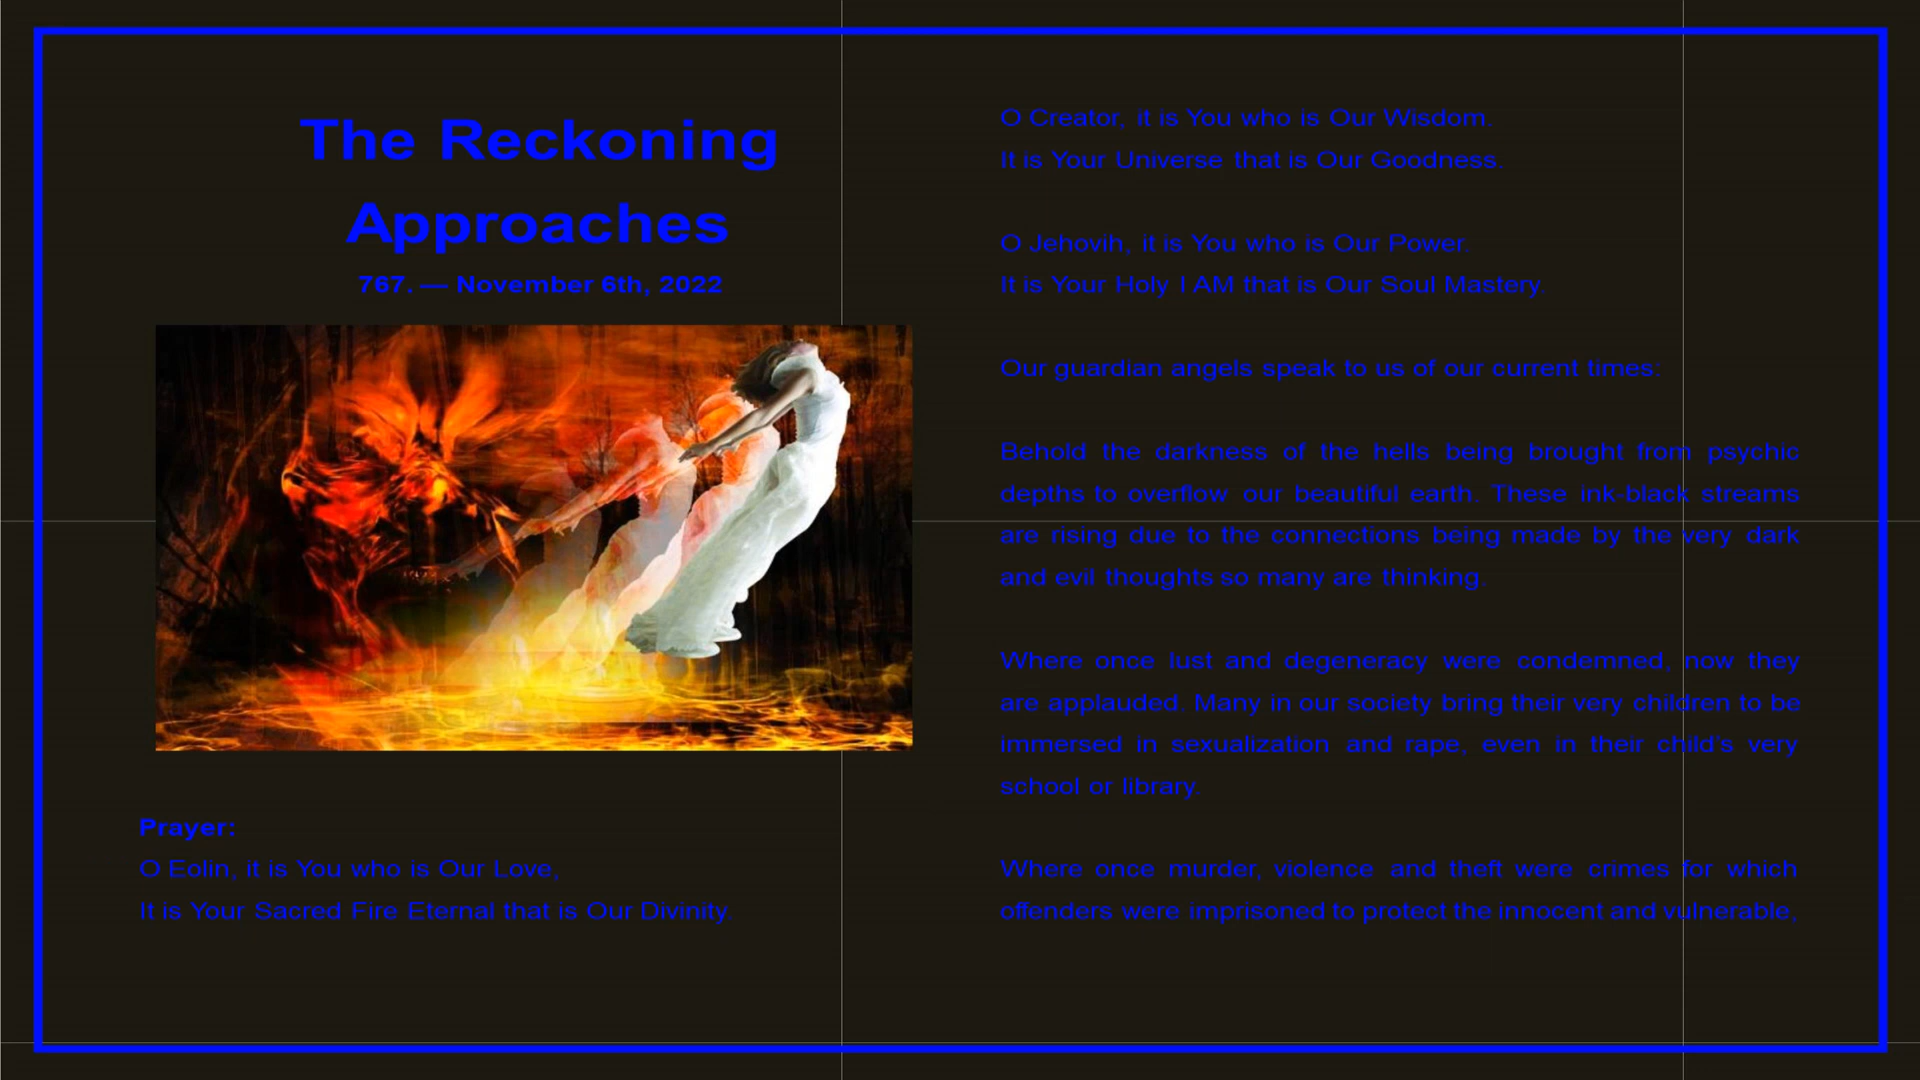 The Reckoning
Approaches
767. — November 6th, 2022
Prayer:
O Eolin, it is You who is Our Love,
It is Your Sacred Fire Eternal that is Our Divinity.
O Creator, it is You who is Our Wisdom.
It is Your Universe that is Our Goodness.
O Jehovih, it is You who is Our Power.
It is Your Holy I AM that is Our Soul Mastery.
Our guardian angels speak to us of our current times:
Behold the darkness of the hells being brought from psychic
depths to overflow our beautiful earth. These ink-black streams
are rising due to the connections being made by the very dark
and evil thoughts so many are thinking.
Where once lust and degeneracy were condemned, now they
are applauded. Many in our society bring their very children to be
immersed in sexualization and rape, even in their child's very
school or library.
Where once murder, violence and theft were crimes for which
offenders were imprisoned to protect the innocent and vulnerable,